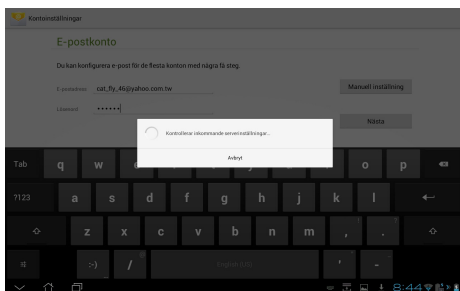 Kontoinställningar
E-postkonto
Du kan konfigurera e-post för de flesta konton med några få steg.
E-postadress cat_fly_46@yahoo.com.tw
Manuell inställning
Lösenord ••••••
Nästa
Kontrollerar inkommande serverinställningar...
Avbryt
Tab q w o p
?123 a s d f g h j k l
z x c v b n m , .
:-) / ' -
8:44